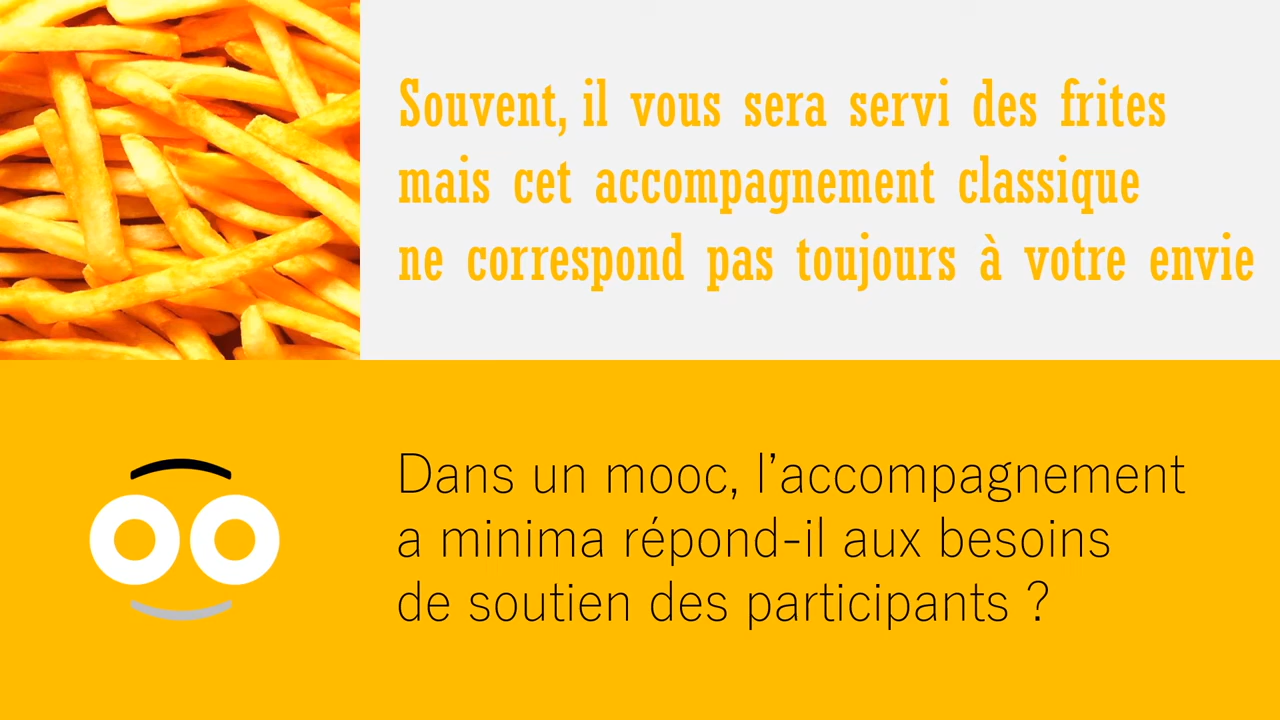 Souvent, il vous sera servi des frites
mais cet accompagnement classique
ne correspond pas toujours à votre envie
Dans un mooc, l’accompagnement
a minima répond-il aux besoins
de soutien des participants ?